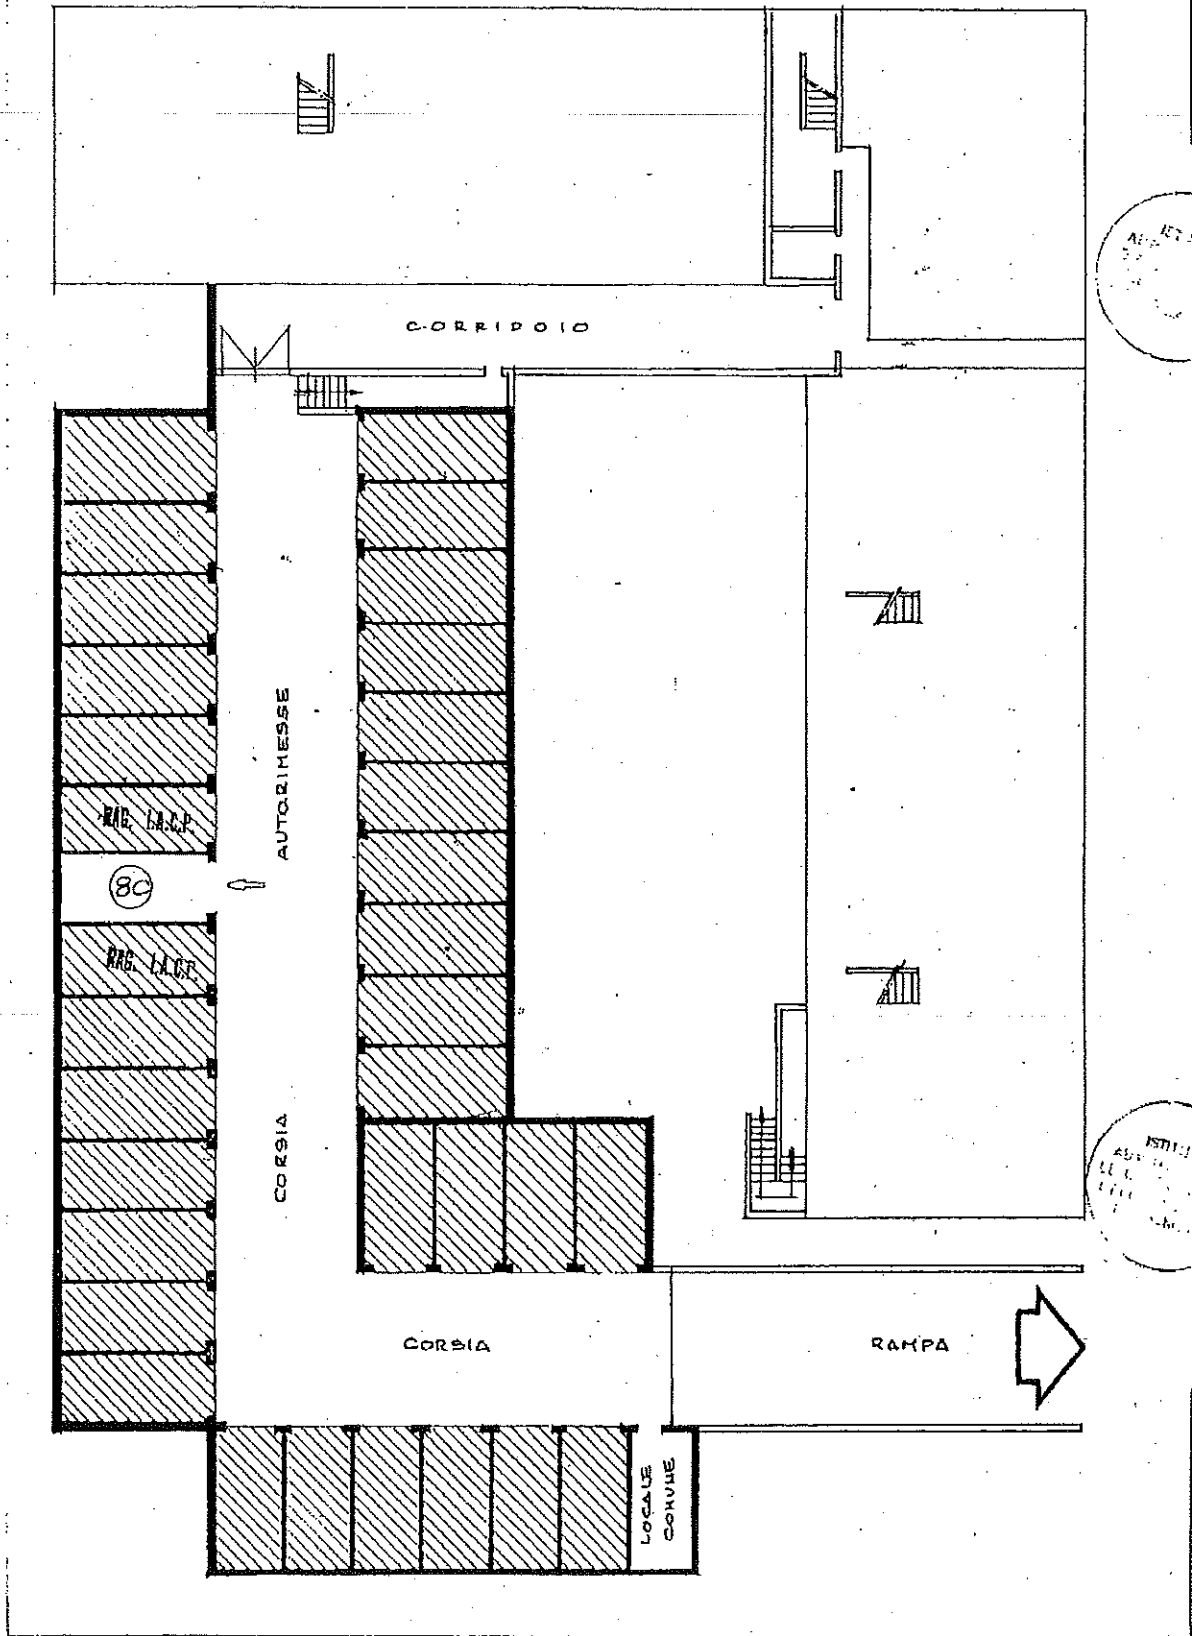 CORRIDOIO
AUTORIMESSE
RAG. I.A.C.P.
80
RAG. I.A.C.P.
CORSIA
CORSIA
RAMPA
LOCALE
COMUNE